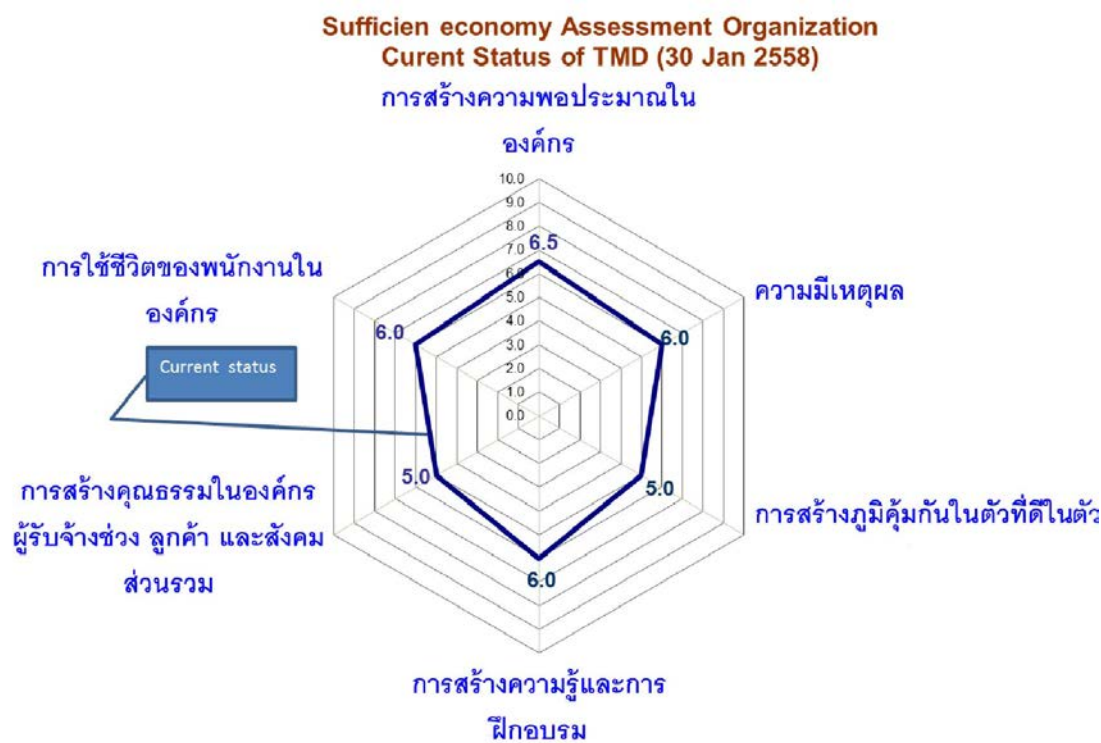 Sufficien economy Assessment Organization
Curent Status of TMD (30 Jan 2558)
การสร้างความพอประมาณใน
องค์กร
10.0
9.0
8.0
7.0
6.0
5.0
4.0
3.0
2.0
1.0
0.0
6.5
ความมีเหตุผล
6.0
การสร้างภูมิคุ้มกันในตัวที่ดีในตัว
5.0
6.0
การสร้างความรู้และการ
ฝึกอบรม
5.0
การสร้างคุณธรรมในองค์กร
ผู้รับจ้างช่วง ลูกค้า และสังคม
ส่วนรวม
6.0
การใช้ชีวิตของพนักงานใน
องค์กร
Current status